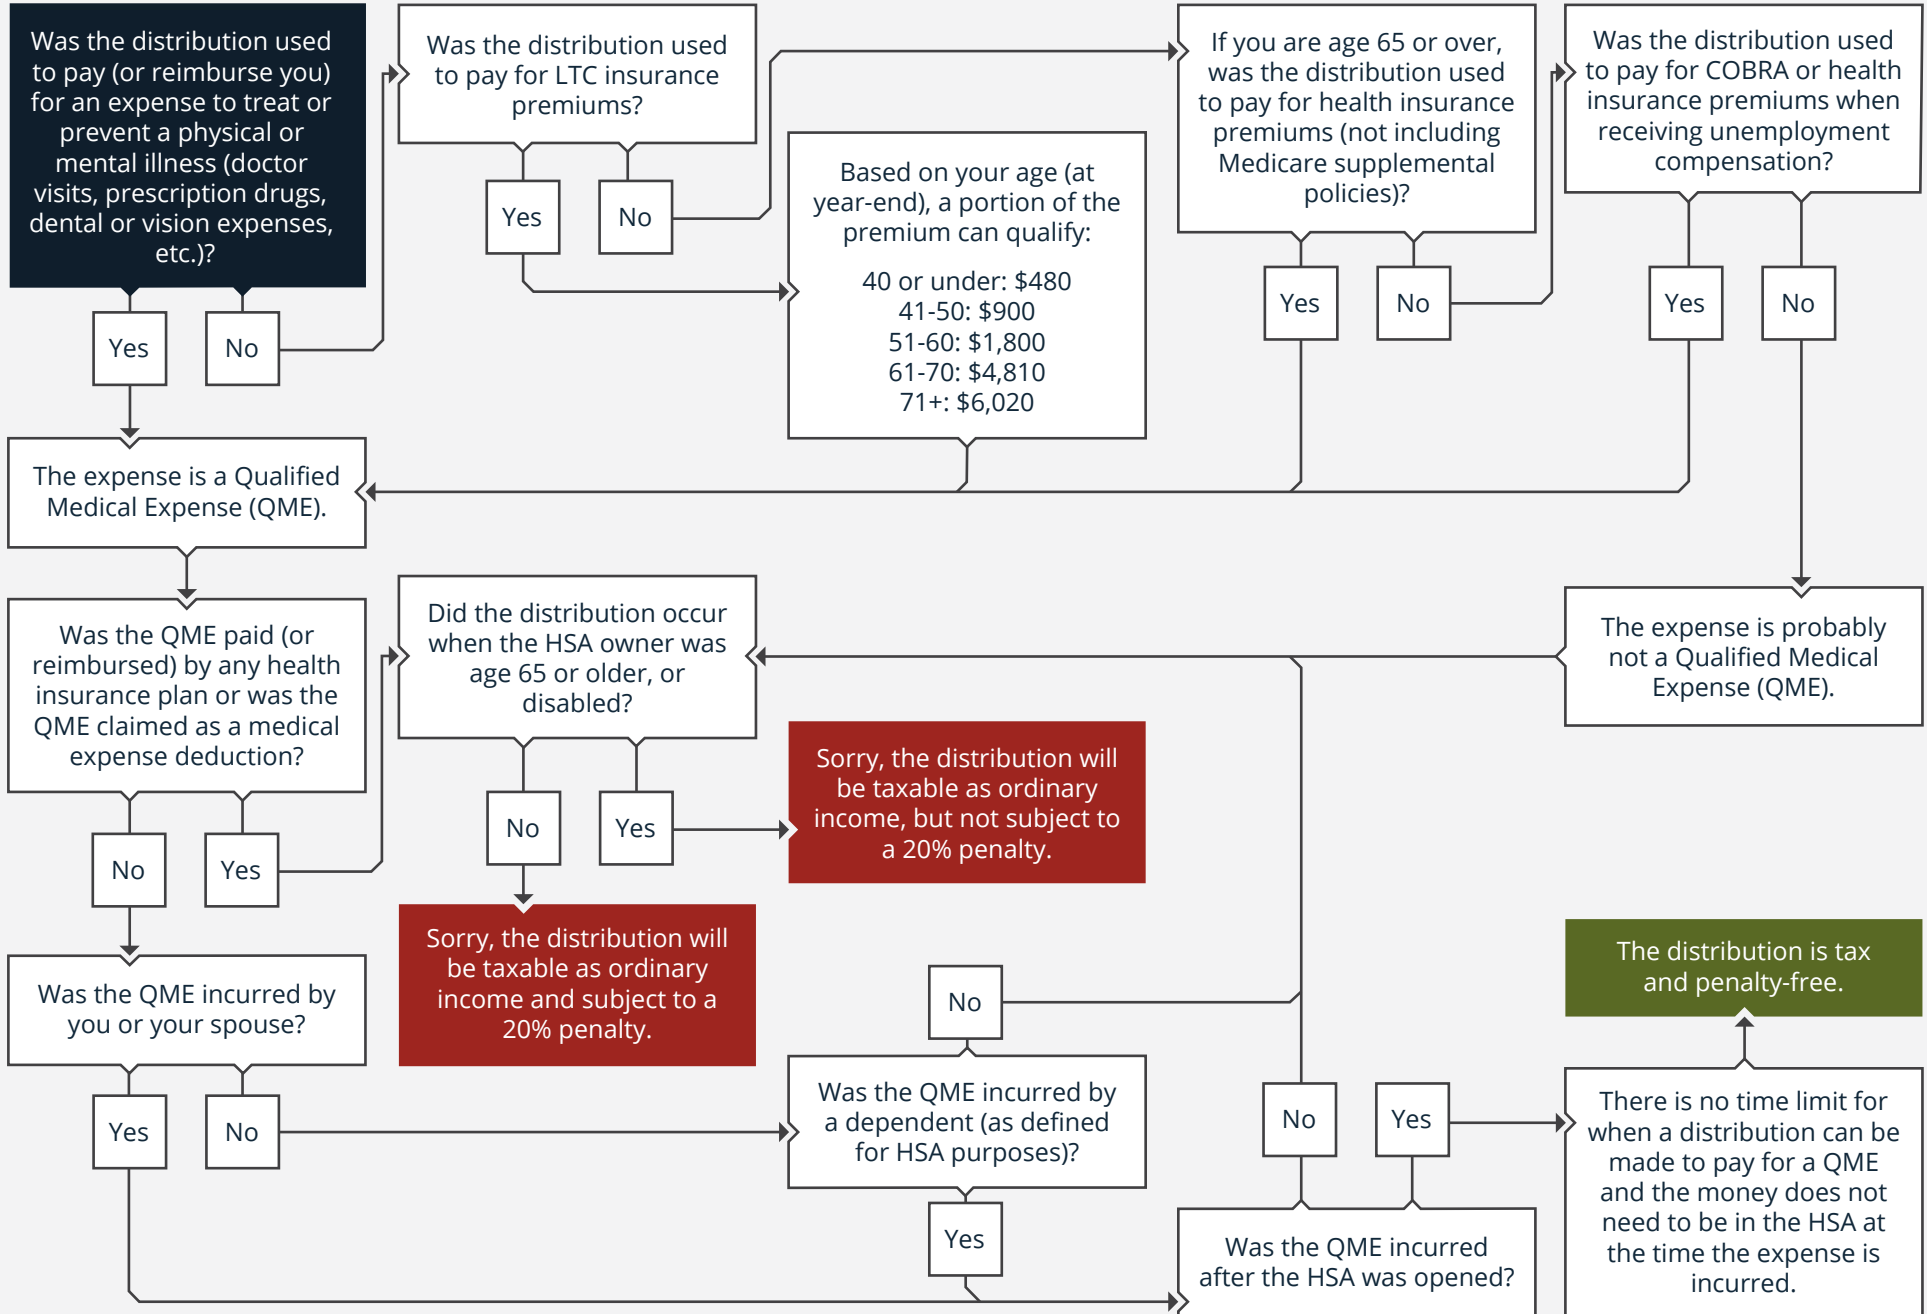 Was the distribution used
to pay (or reimburse you)
for an expense to treat or
prevent a physical or
mental illness (doctor
visits, prescription drugs,
dental or vision expenses,
etc.)?
Yes
No
Was the distribution used
to pay for LTC insurance
premiums?
Yes
No
Based on your age (at
year-end), a portion of the
premium can qualify:
40 or under: $480
41-50: $900
51-60: $1,800
61-70: $4,810
71+: $6,020
If you are age 65 or over,
was the distribution used
to pay for health insurance
premiums (not including
Medicare supplemental
policies)?
Yes
No
Was the distribution used
to pay for COBRA or health
insurance premiums when
receiving unemployment
compensation?
Yes
No
The expense is a Qualified
Medical Expense (QME).
Was the QME paid (or
reimbursed) by any health
insurance plan or was the
QME claimed as a medical
expense deduction?
No
Yes
Did the distribution occur
when the HSA owner was
age 65 or older, or
disabled?
No
Yes
Sorry, the distribution will
be taxable as ordinary
income, but not subject to
a 20% penalty.
Sorry, the distribution will
be taxable as ordinary
income and subject to a
20% penalty.
The expense is probably
not a Qualified Medical
Expense (QME).
Was the QME incurred by
you or your spouse?
Yes
No
No
Was the QME incurred by
a dependent (as defined
for HSA purposes)?
Yes
No
Yes
Was the QME incurred
after the HSA was opened?
The distribution is tax
and penalty-free.
There is no time limit for
when a distribution can be
made to pay for a QME
and the money does not
need to be in the HSA at
the time the expense is
incurred.